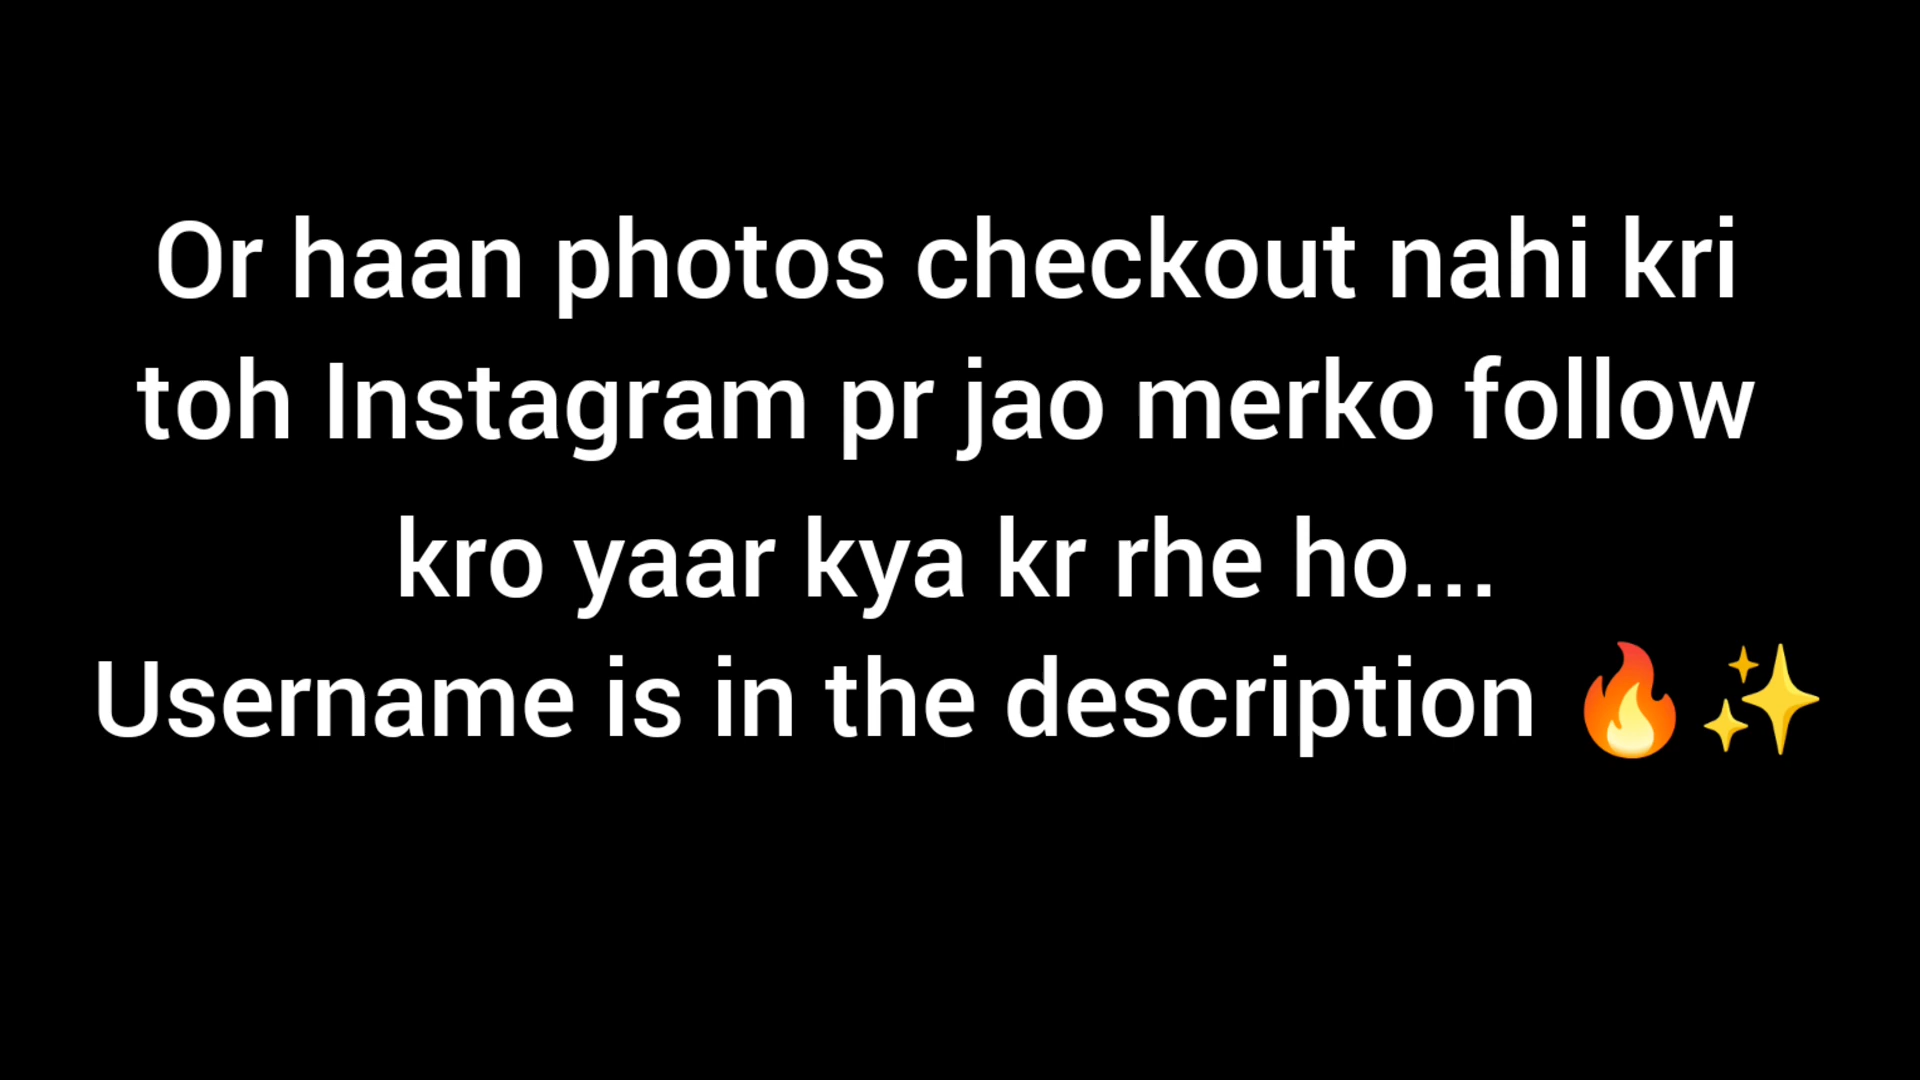 Or haan photos checkout nahi kri
toh Instagram pr jao merko follow
kro yaar kya kr rhe ho...
Username is in the description 🔥✨